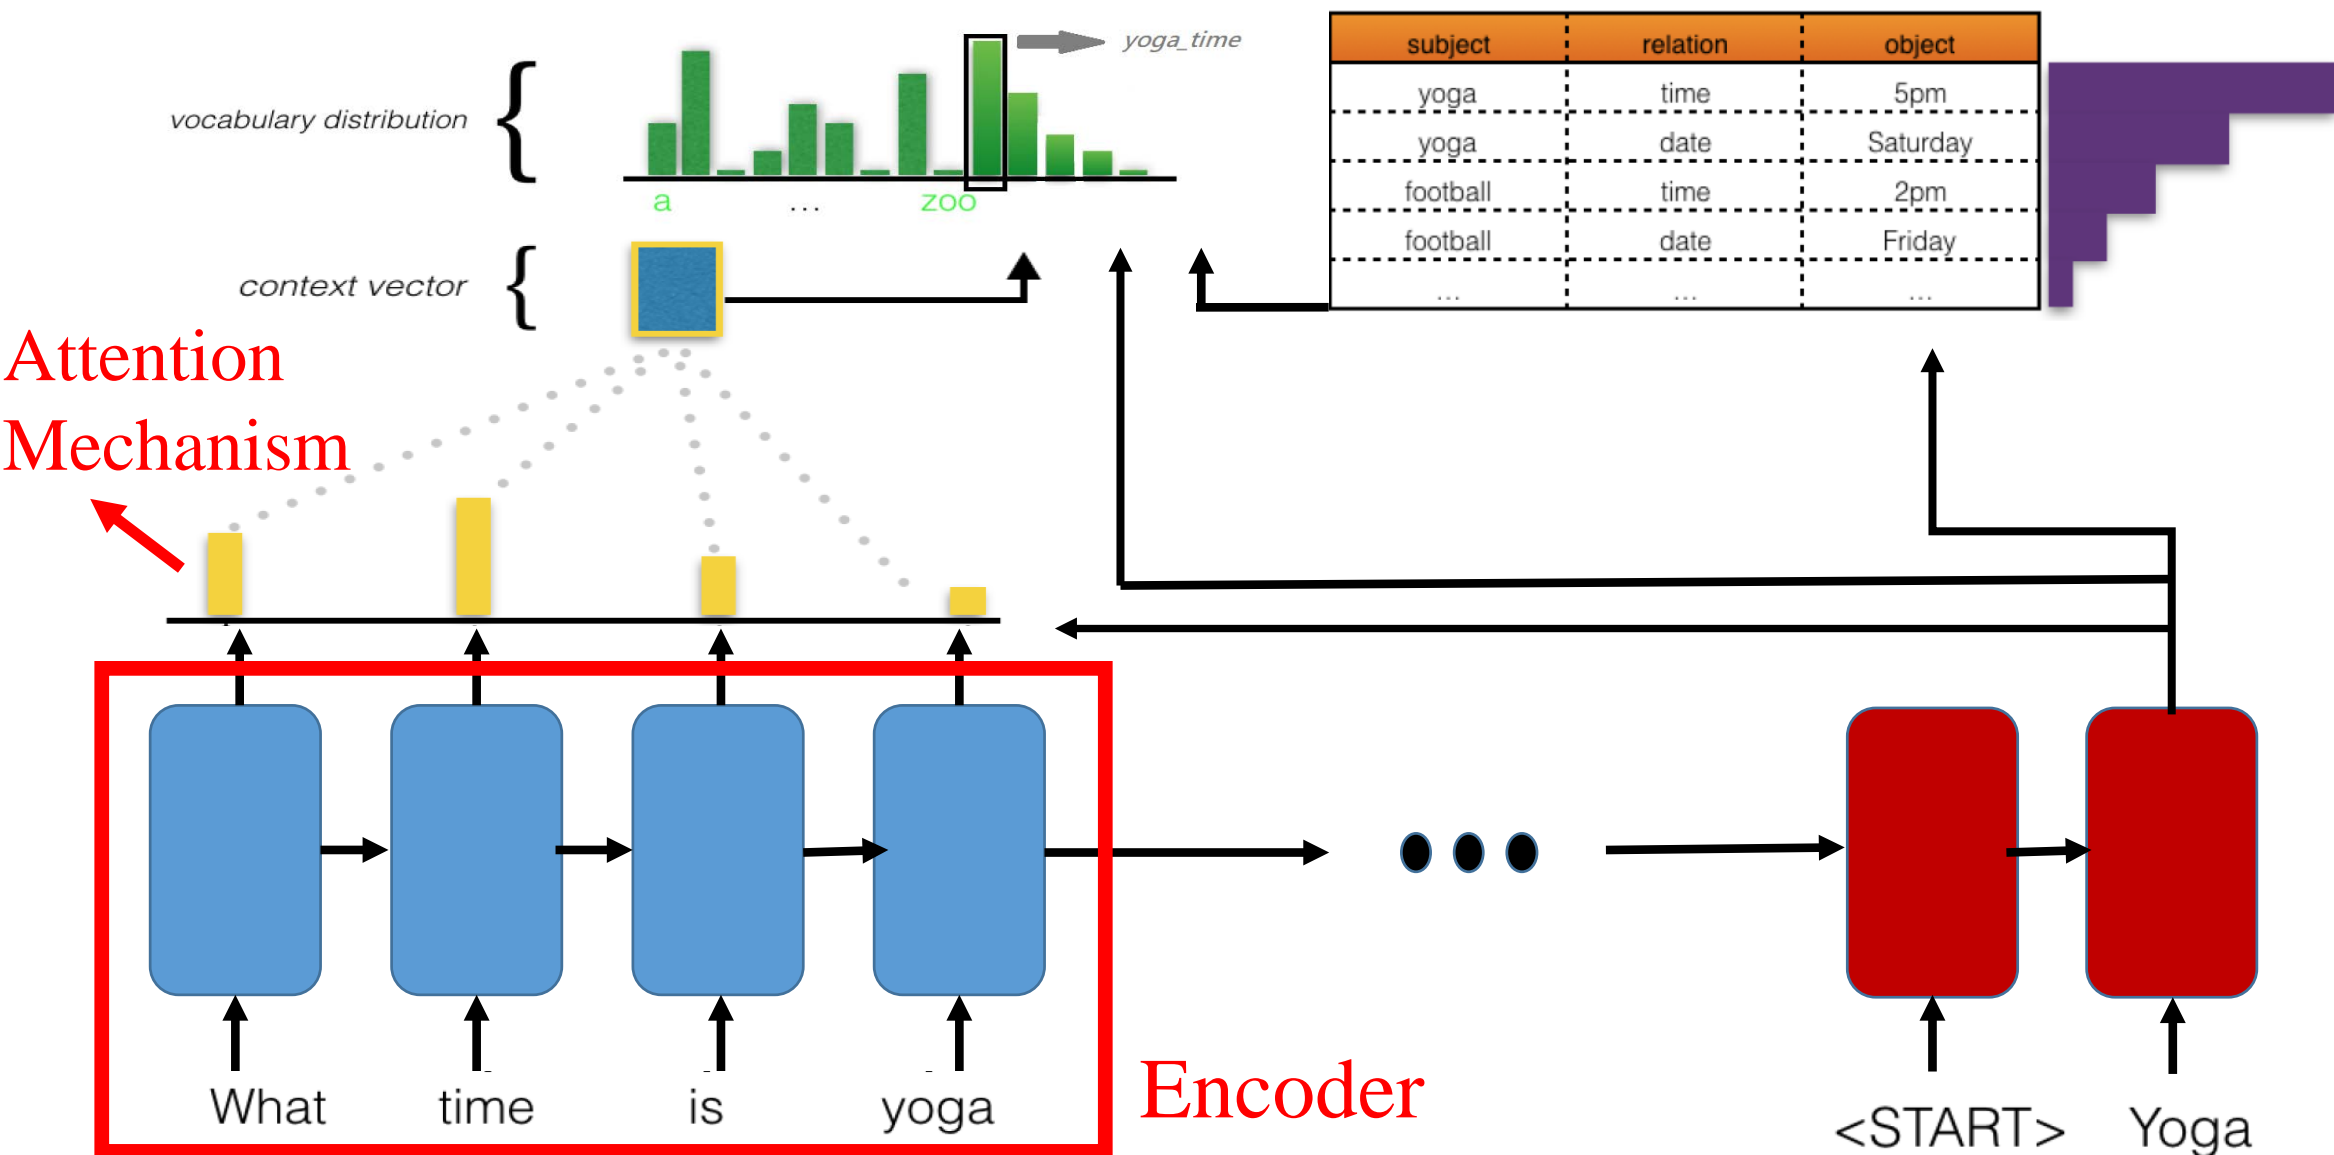 yoga_time
vocabulary distribution
a ... zoo
context vector
subject relation object
yoga time 5pm
yoga date Saturday
football time 2pm
football date Friday
... ... ...
Attention
Mechanism
What time is yoga
Encoder
<START> Yoga